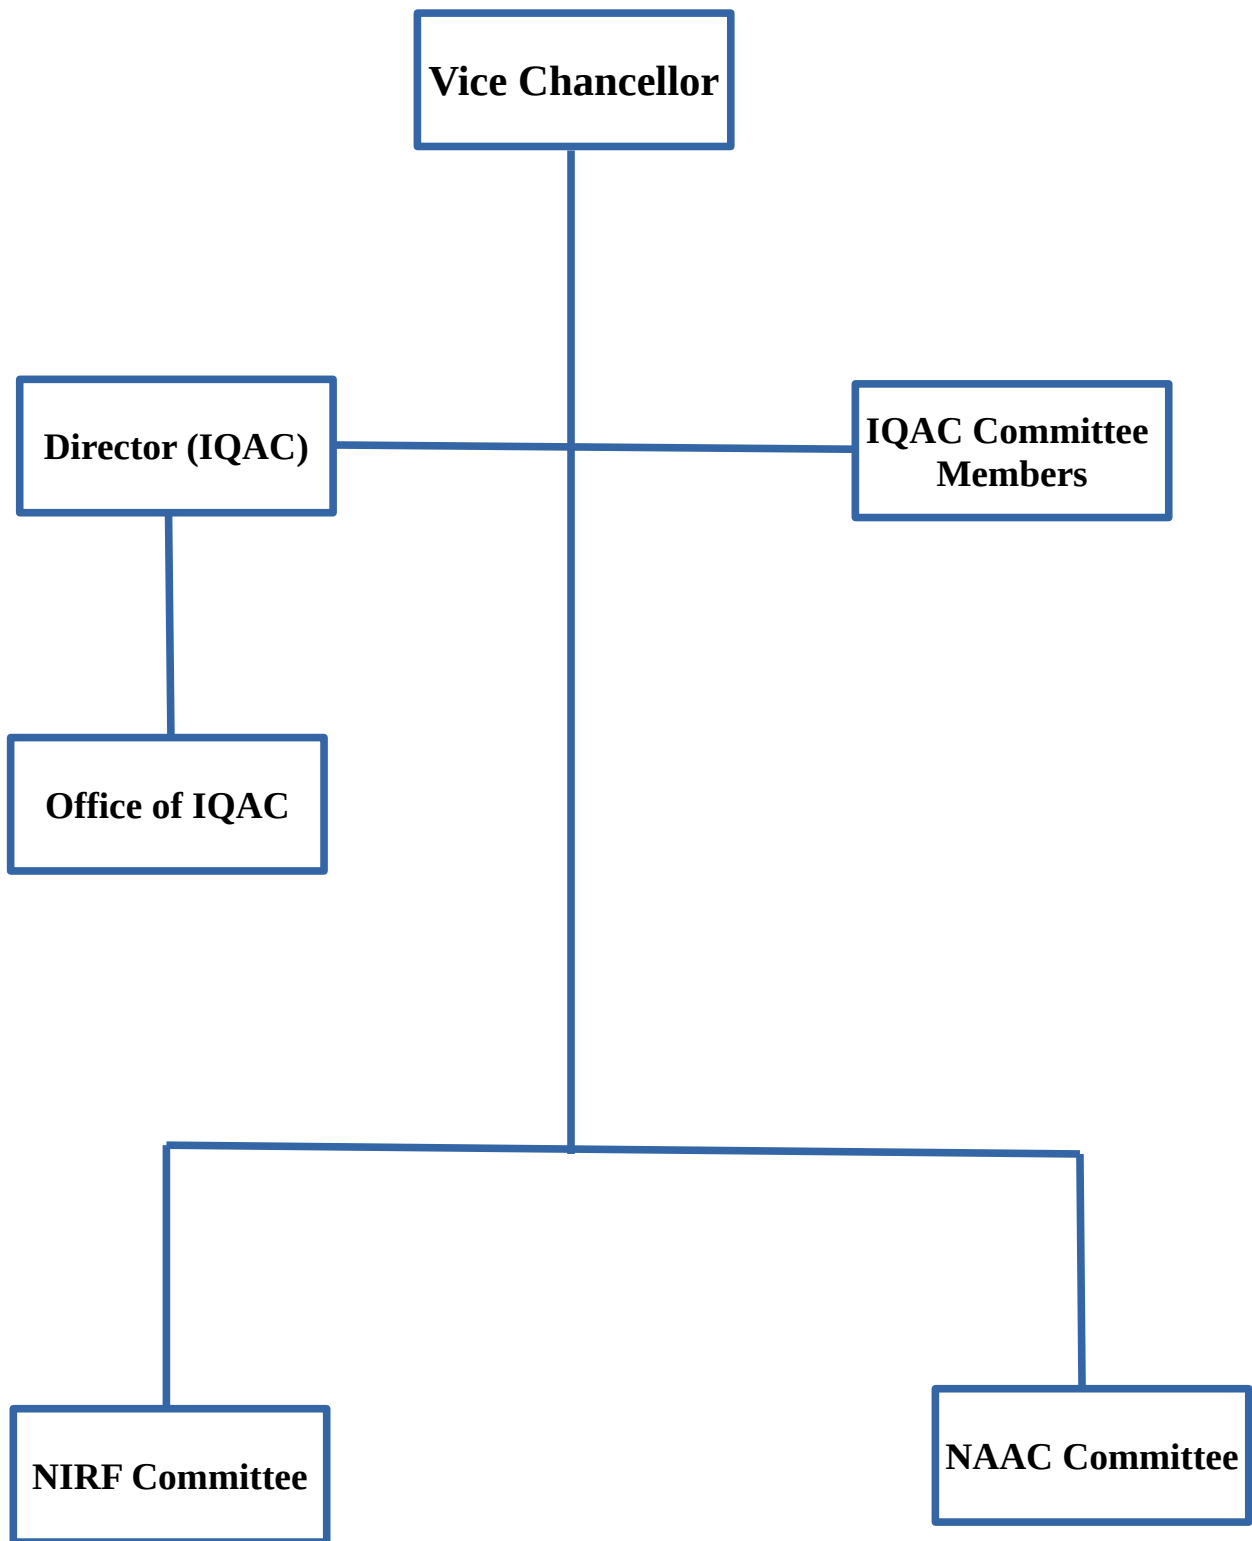 Vice Chancellor
Director (IQAC)
IQAC Committee
Members
Office of IQAC
NIRF Committee
NAAC Committee